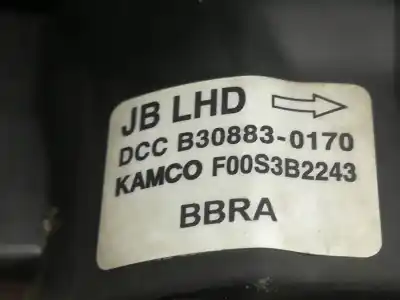 JB LHD
DCC B30883-0170
KAMCO F00S3B2243
BBRA